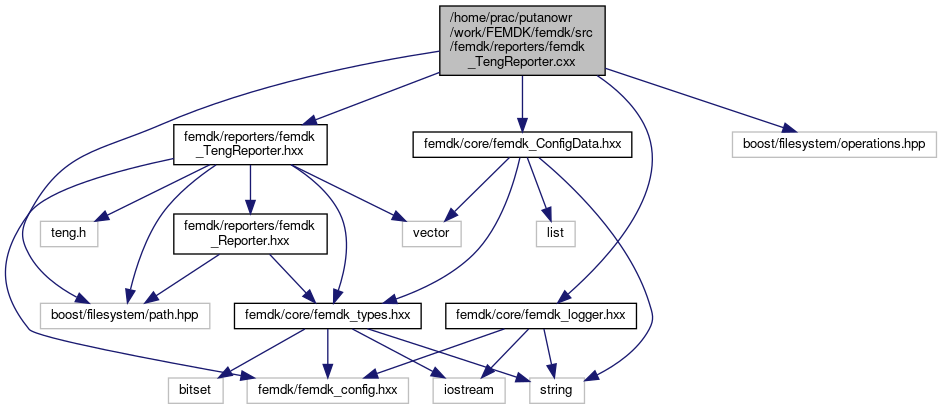 /home/prac/putanowr
/work/FEMDK/femdk/src
/femdk/reporters/femdk
_TengReporter.cxx
femdk/reporters/femdk
_TengReporter.hxx
femdk/core/femdk_ConfigData.hxx
boost/filesystem/operations.hpp
teng.h
femdk/reporters/femdk
_Reporter.hxx
vector
list
boost/filesystem/path.hpp
femdk/core/femdk_types.hxx
femdk/core/femdk_logger.hxx
bitset
femdk/femdk_config.hxx
iostream
string